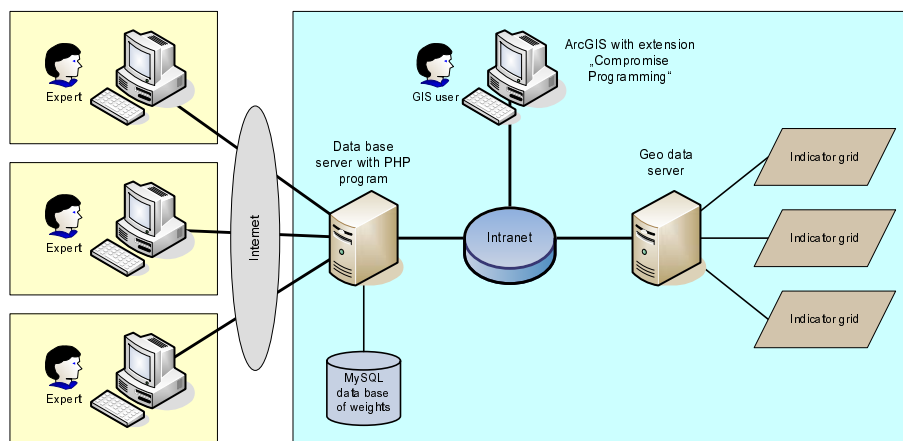 Expert
Expert
Expert
Internet
Data base
server with PHP
program
MySQL
data base
of weights
GIS user
ArcGIS with extension
„Compromise
Programming“
Intranet
Geo data
server
Indicator grid
Indicator grid
Indicator grid